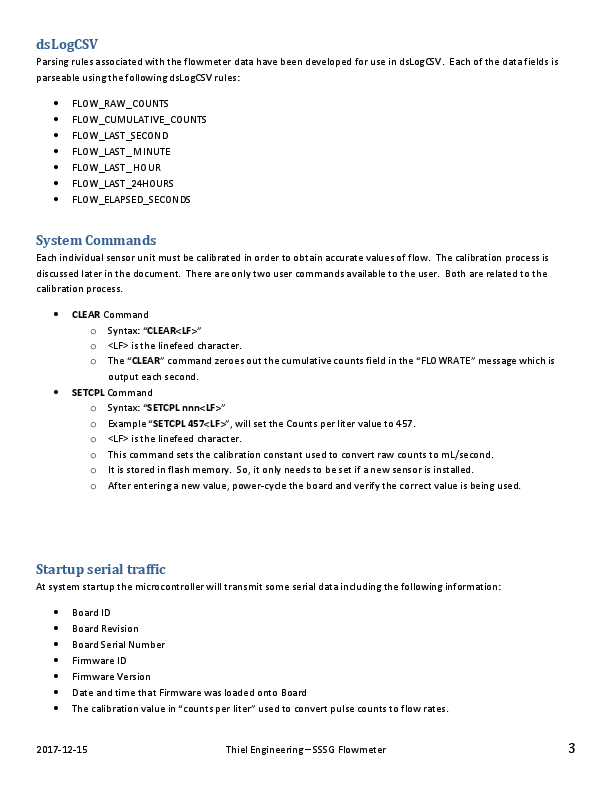 dsLogCSV
Parsing rules associated with the flowmeter data have been developed for use in dsLogCSV. Each of the data fields is
parseable using the following dsLogCSV rules:
• FLOW_RAW_COUNTS
• FLOW_CUMULATIVE_COUNTS
• FLOW_LAST_SECOND
• FLOW_LAST_MINUTE
• FLOW_LAST_HOUR
• FLOW_LAST_24HOURS
• FLOW_ELAPSED_SECONDS
System Commands
Each individual sensor unit must be calibrated in order to obtain accurate values of flow. The calibration process is
discussed later in the document. There are only two user commands available to the user. Both are related to the
calibration process.
• CLEAR Command
o Syntax: “CLEAR<LF>”
o <LF> is the linefeed character.
o The “CLEAR” command zeroes out the cumulative counts field in the “FLOWRATE” message which is
output each second.
• SETCPL Command
o Syntax: “SETCPL nnn<LF>”
o Example “SETCPL 457<LF>”, will set the Counts per liter value to 457.
o <LF> is the linefeed character.
o This command sets the calibration constant used to convert raw counts to mL/second.
o It is stored in flash memory. So, it only needs to be set if a new sensor is installed.
o After entering a new value, power-cycle the board and verify the correct value is being used.
Startup serial traffic
At system startup the microcontroller will transmit some serial data including the following information:
• Board ID
• Board Revision
• Board Serial Number
• Firmware ID
• Firmware Version
• Date and time that Firmware was loaded onto Board
• The calibration value in “counts per liter” used to convert pulse counts to flow rates.
2017-12-15 Thiel Engineering – SSSG Flowmeter 3